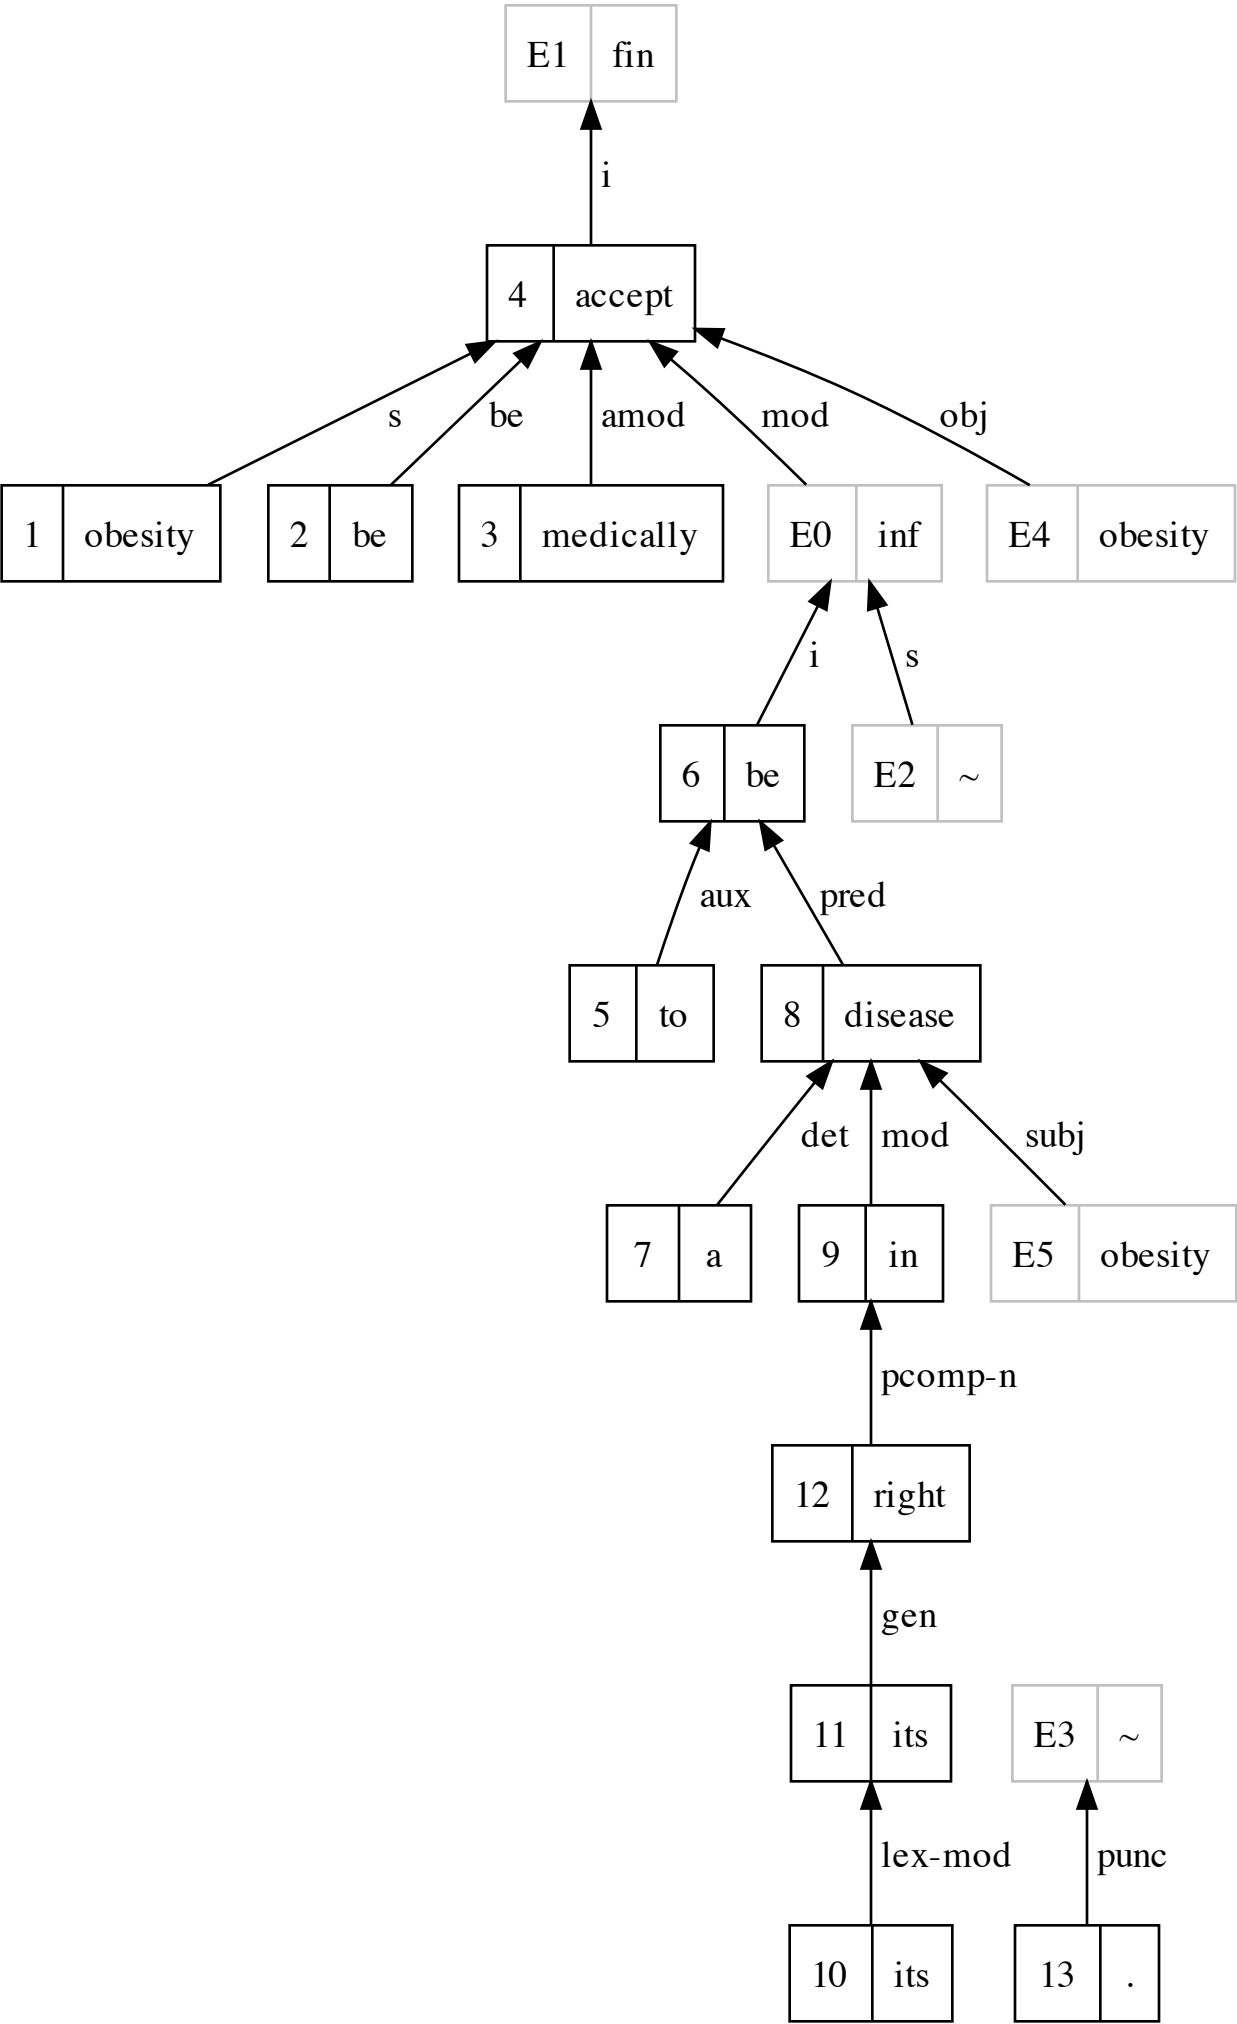 E1 fin
i
4 accept
s be amod mod obj
1 obesity 2 be 3 medically E0 inf E4 obesity
i s
6 be E2 ~
aux pred
5 to 8 disease
det mod subj
7 a 9 in E5 obesity
pcomp-n
12 right
gen
11 its E3 ~
lex-mod punc
10 its 13 .